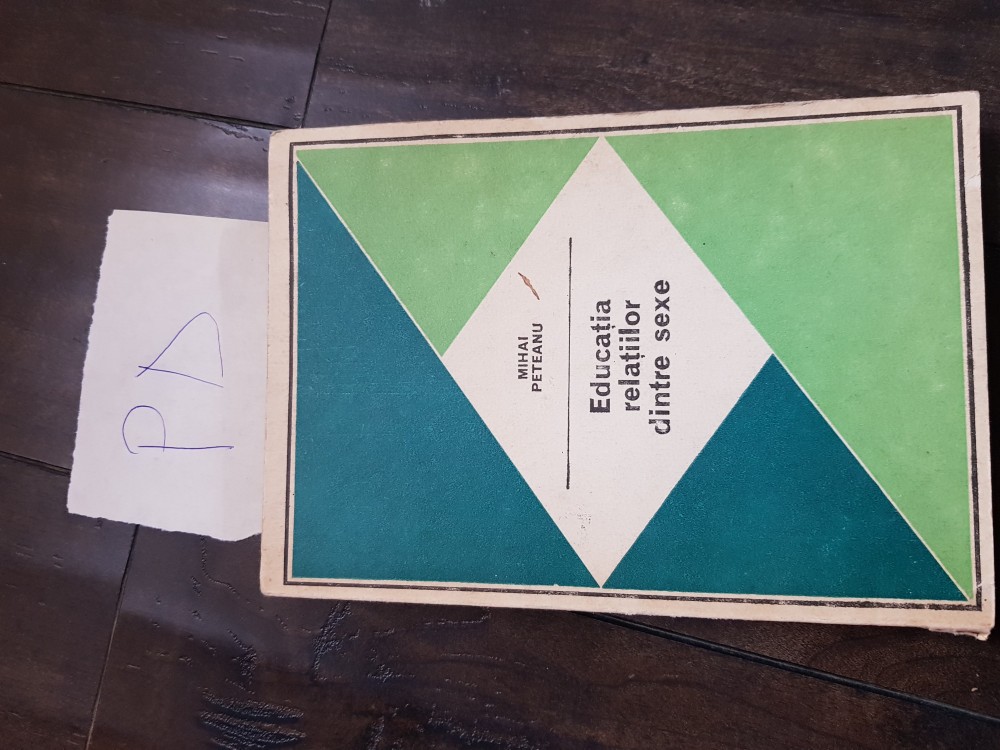 PD
MIHAI
PETEANU
Educația
relațiilor
dintre sexe